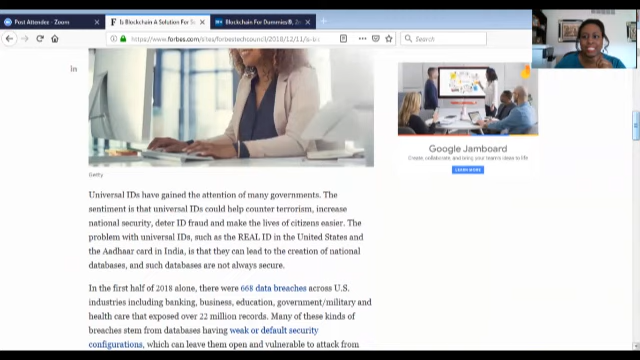 Post Attendee - Zoom
Is Blockchain A Solution For S
Blockchain For Dummies®, 2
https://www.forbes.com/sites/forbestechcouncil/2018/12/11/is-
Search
in
Getty
Google Jamboard
Create, collaborate, and bring your team's ideas to life.
LEARN MORE
Universal IDs have gained the attention of many governments. The
sentiment is that universal IDs could help counter terrorism, increase
national security, deter ID fraud and make the lives of citizens easier. The
problem with universal IDs, such as the REAL ID in the United States and
the Aadhaar card in India, is that they can lead to the creation of national
databases, and such databases are not always secure.
In the first half of 2018 alone, there were 668 data breaches across U.S.
industries including banking, business, education, government/military and
health care that exposed over 22 million records. Many of these kinds of
breaches stem from databases having weak or default security
configurations, which can leave them open and vulnerable to attack from